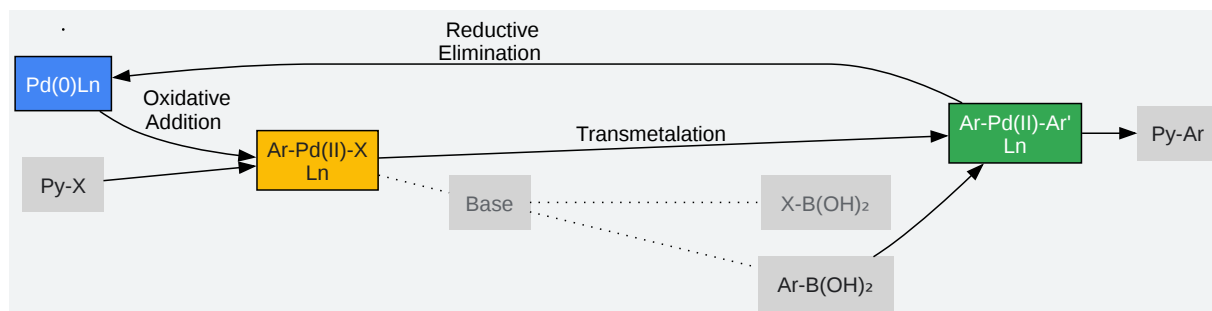 Reductive
Elimination
Pd(0)Ln
Oxidative
Addition
Ar-Pd(II)-X
Ln
Transmetalation
Ar-Pd(II)-Ar'
Ln
Py-Ar
Py-X
Base
X-B(OH)₂
Ar-B(OH)₂